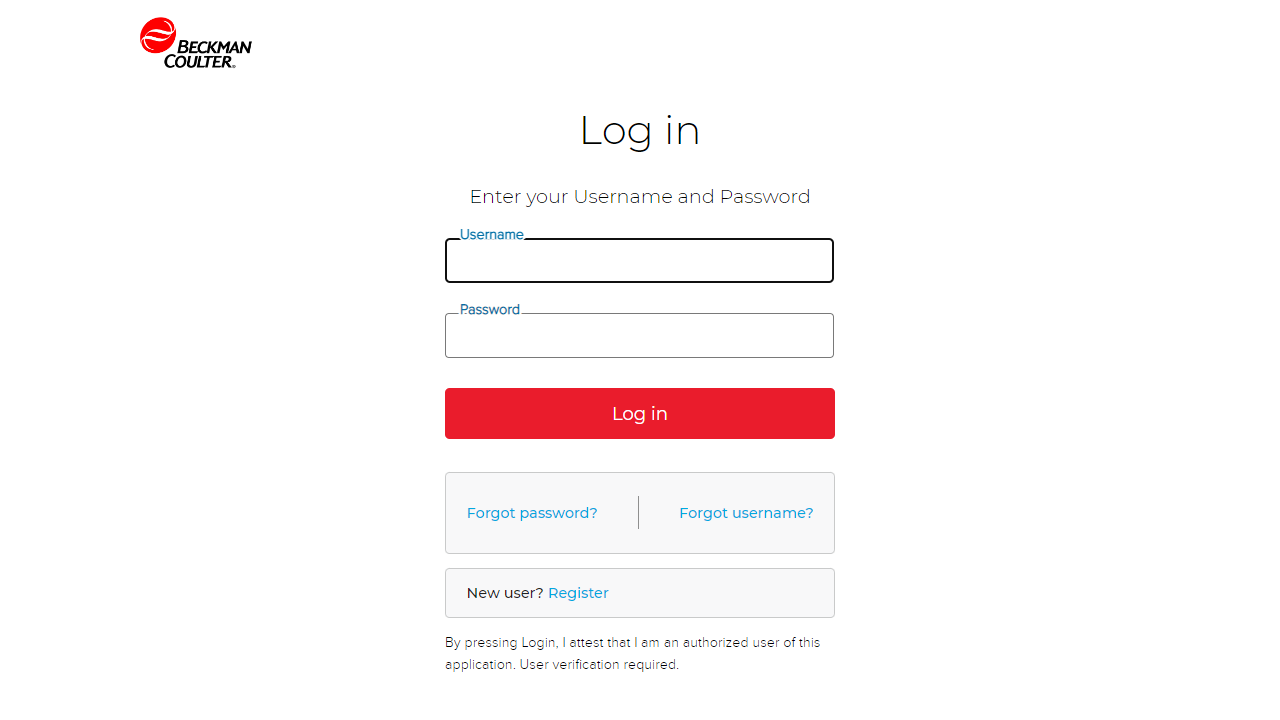 BECKMAN
COULTER®
Log in
Enter your Username and Password
Username
Password
Log in
Forgot password?
Forgot username?
New user? Register
By pressing Login, I attest that I am an authorized user of this
application. User verification required.